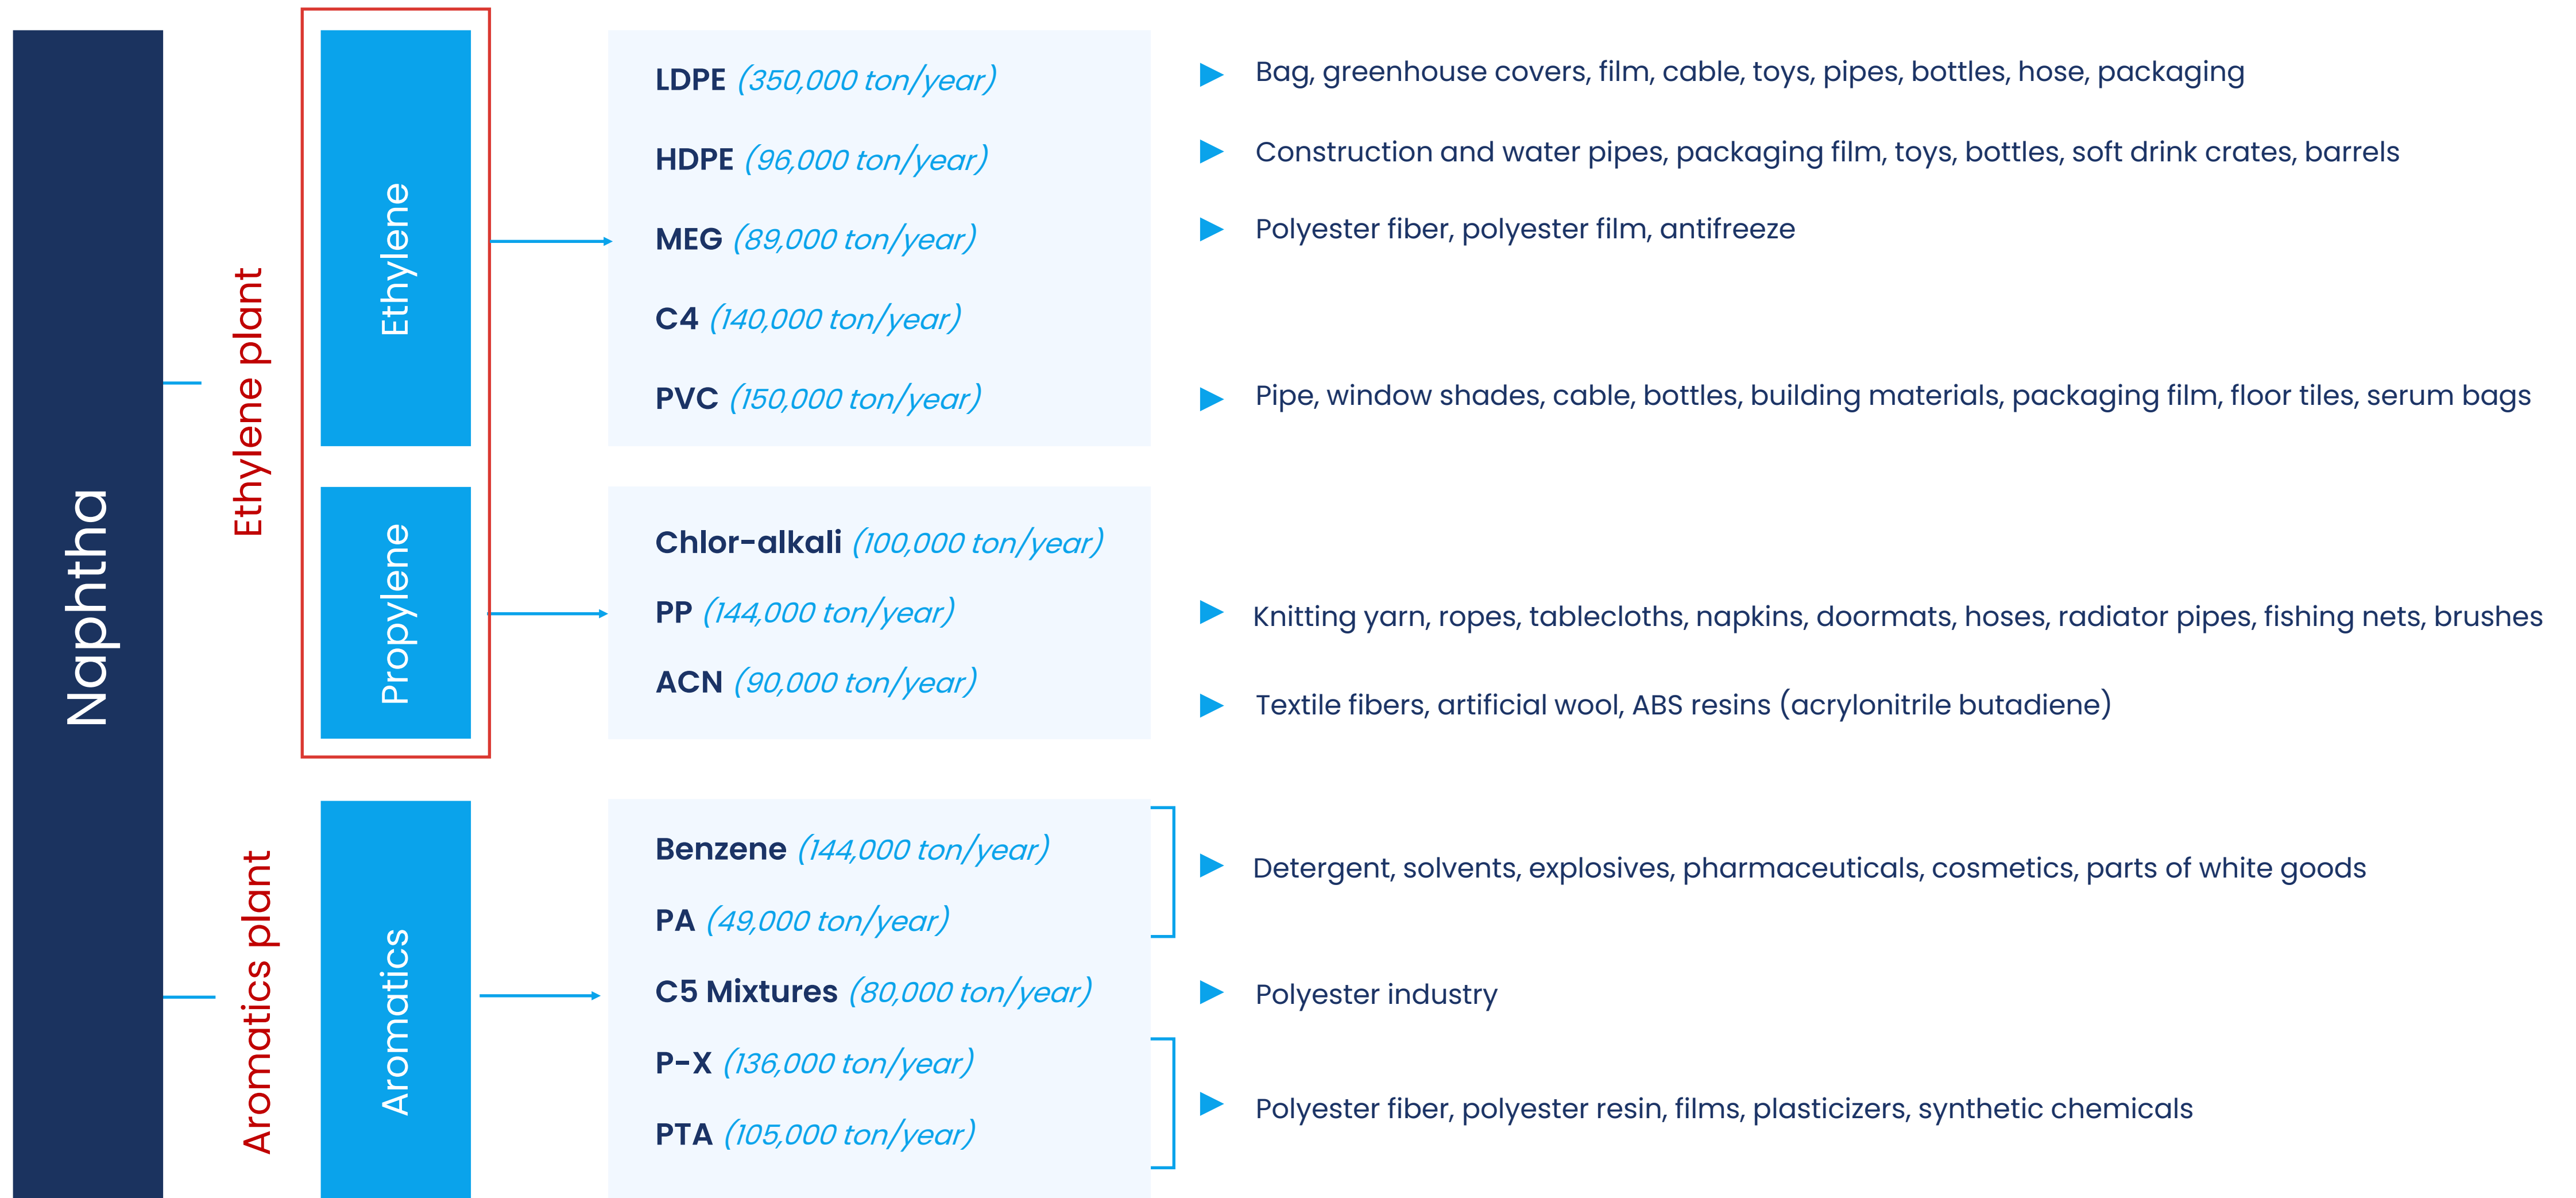 Naphtha
Ethylene plant
Ethylene
LDPE (350,000 ton/year)
Bag, greenhouse covers, film, cable, toys, pipes, bottles, hose, packaging
HDPE (96,000 ton/year)
Construction and water pipes, packaging film, toys, bottles, soft drink crates, barrels
MEG (89,000 ton/year)
Polyester fiber, polyester film, antifreeze
C4 (140,000 ton/year)
PVC (150,000 ton/year)
Pipe, window shades, cable, bottles, building materials, packaging film, floor tiles, serum bags
Propylene
Chlor-alkali (100,000 ton/year)
PP (144,000 ton/year)
Knitting yarn, ropes, tablecloths, napkins, doormats, hoses, radiator pipes, fishing nets, brushes
ACN (90,000 ton/year)
Textile fibers, artificial wool, ABS resins (acrylonitrile butadiene)
Aromatics plant
Aromatics
Benzene (144,000 ton/year)
PA (49,000 ton/year)
Detergent, solvents, explosives, pharmaceuticals, cosmetics, parts of white goods
C5 Mixtures (80,000 ton/year)
Polyester industry
P-X (136,000 ton/year)
PTA (105,000 ton/year)
Polyester fiber, polyester resin, films, plasticizers, synthetic chemicals